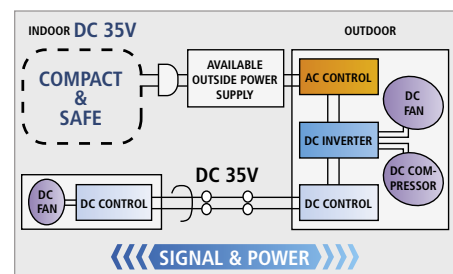 INDOOR DC 35V
OUTDOOR
COMPACT
&
SAFE
AVAILABLE
OUTSIDE POWER
SUPPLY
AC CONTROL
DC
FAN
DC INVERTER
DC COM-
PRESSOR
DC 35V
DC
FAN
DC CONTROL
DC CONTROL
SIGNAL & POWER